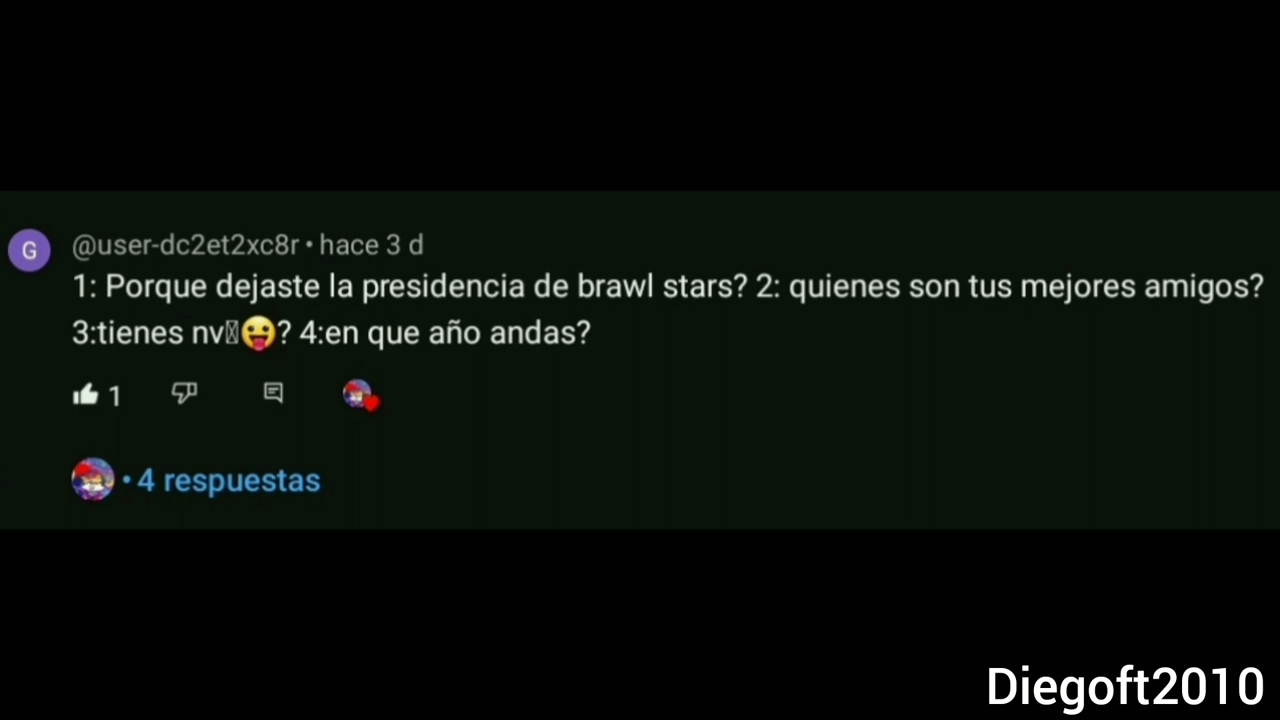 G
@user-dc2et2xc8r • hace 3 d
1: Porque dejaste la presidencia de brawl stars? 2: quienes son tus mejores amigos?
3:tienes nv▯😛? 4:en que año andas?
1
• 4 respuestas
Diegoft2010